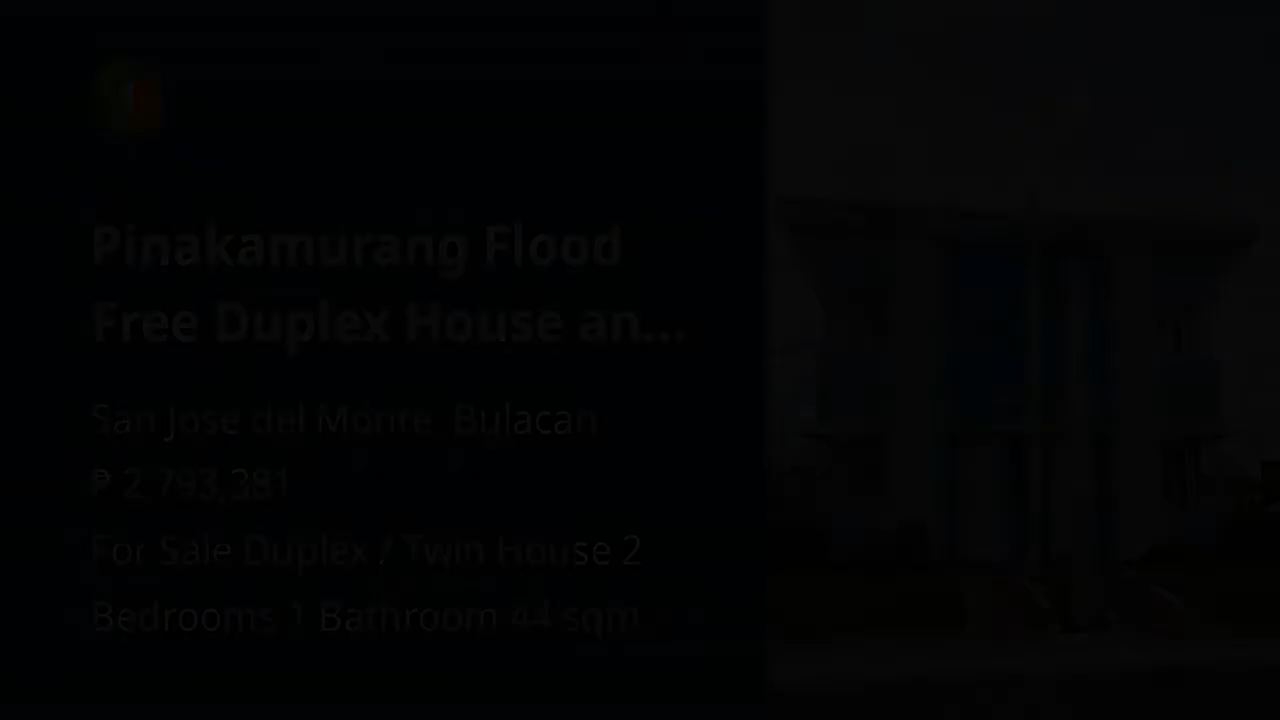 Pinakamurang Flood
Free Duplex House an...
San Jose del Monte, Bulacan
₱ 2,793,381
For Sale Duplex / Twin House 2
Bedrooms 1 Bathroom 44 sqm